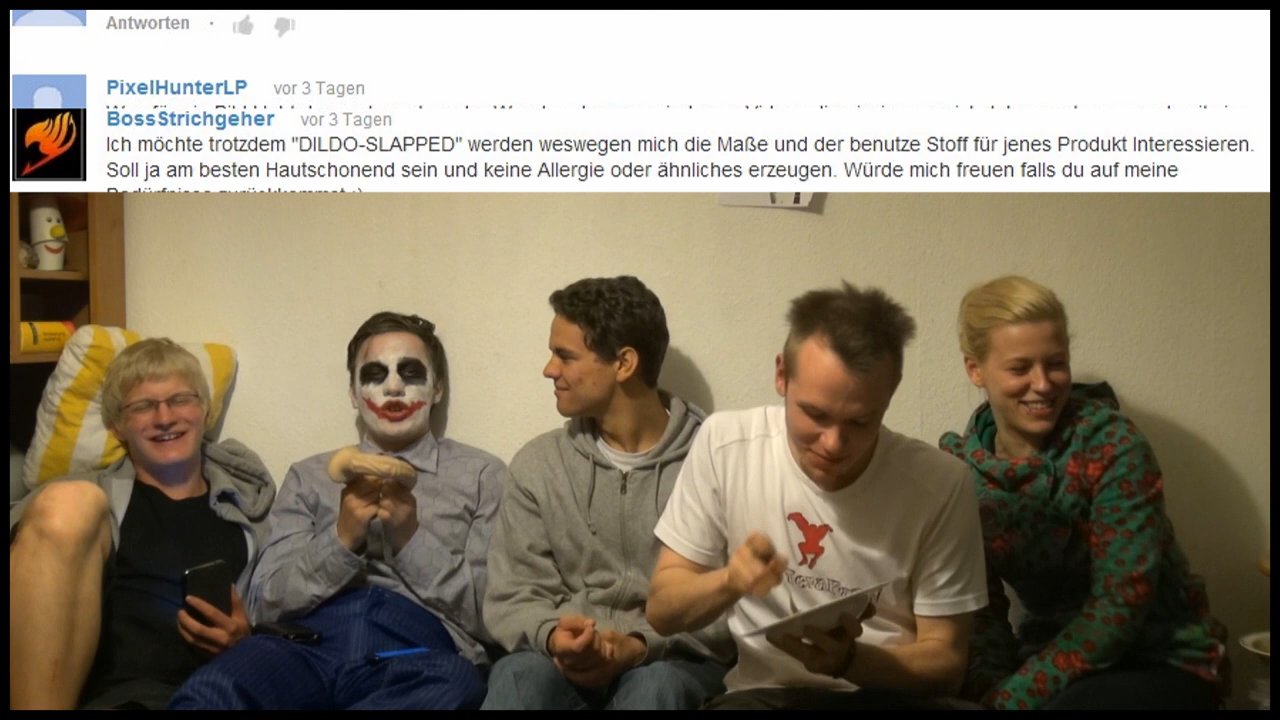 Antworten ·
PixelHunterLP vor 3 Tagen
BossStrichgeher vor 3 Tagen
Ich möchte trotzdem "DILDO-SLAPPED" werden weswegen mich die Maße und der benutze Stoff für jenes Produkt Interessieren.
Soll ja am besten Hautschonend sein und keine Allergie oder ähnliches erzeugen. Würde mich freuen falls du auf meine
Bedürfnisse zurückkommst :)